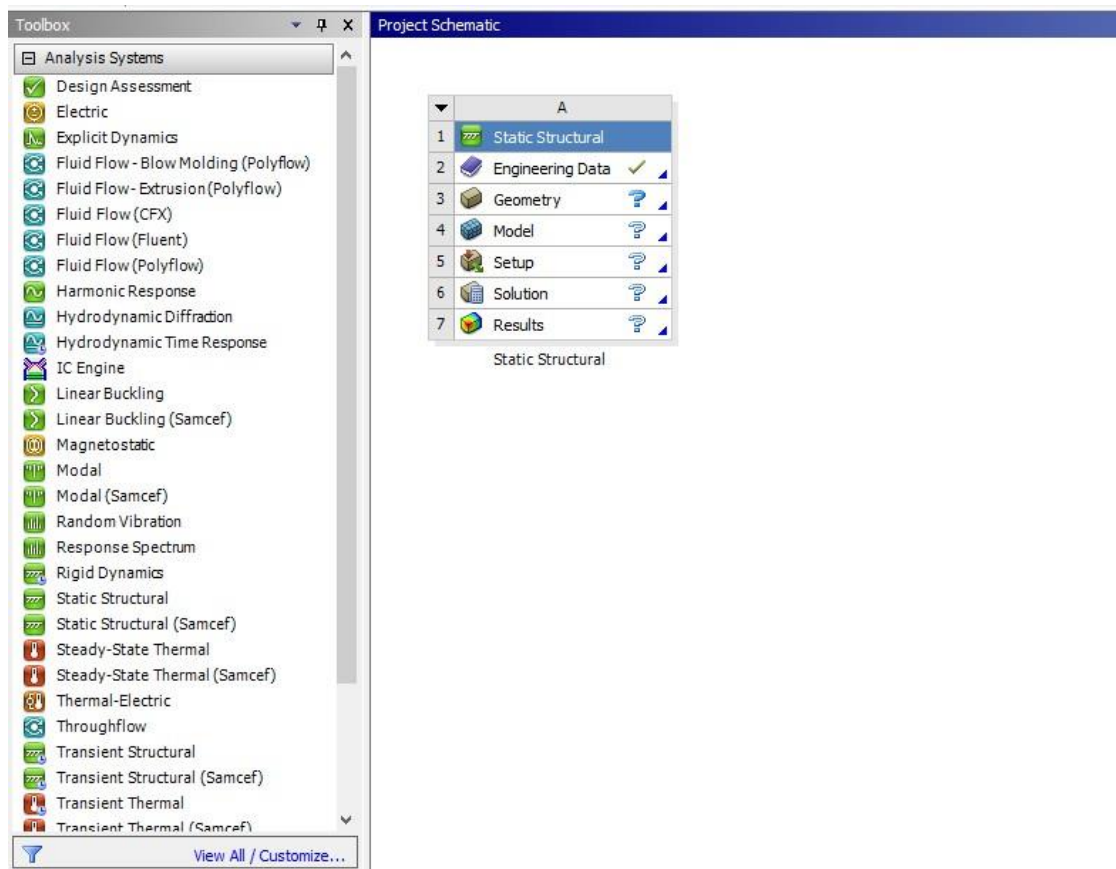 Toolbox
Project Schematic
Analysis Systems
Design Assessment
Electric
Explicit Dynamics
Fluid Flow - Blow Molding (Polyflow)
Fluid Flow- Extrusion (Polyflow)
Fluid Flow (CFX)
Fluid Flow (Fluent)
Fluid Flow (Polyflow)
Harmonic Response
Hydrodynamic Diffraction
Hydrodynamic Time Response
IC Engine
Linear Buckling
Linear Buckling (Samcef)
Magnetostatic
Modal
Modal (Samcef)
Random Vibration
Response Spectrum
Rigid Dynamics
Static Structural
Static Structural (Samcef)
Steady-State Thermal
Steady-State Thermal (Samcef)
Thermal-Electric
Throughflow
Transient Structural
Transient Structural (Samcef)
Transient Thermal
Transient Thermal (Samcef)
View All / Customize...
A
1 Static Structural
2 Engineering Data
3 Geometry ?
4 Model ?
5 Setup ?
6 Solution ?
7 Results ?
Static Structural